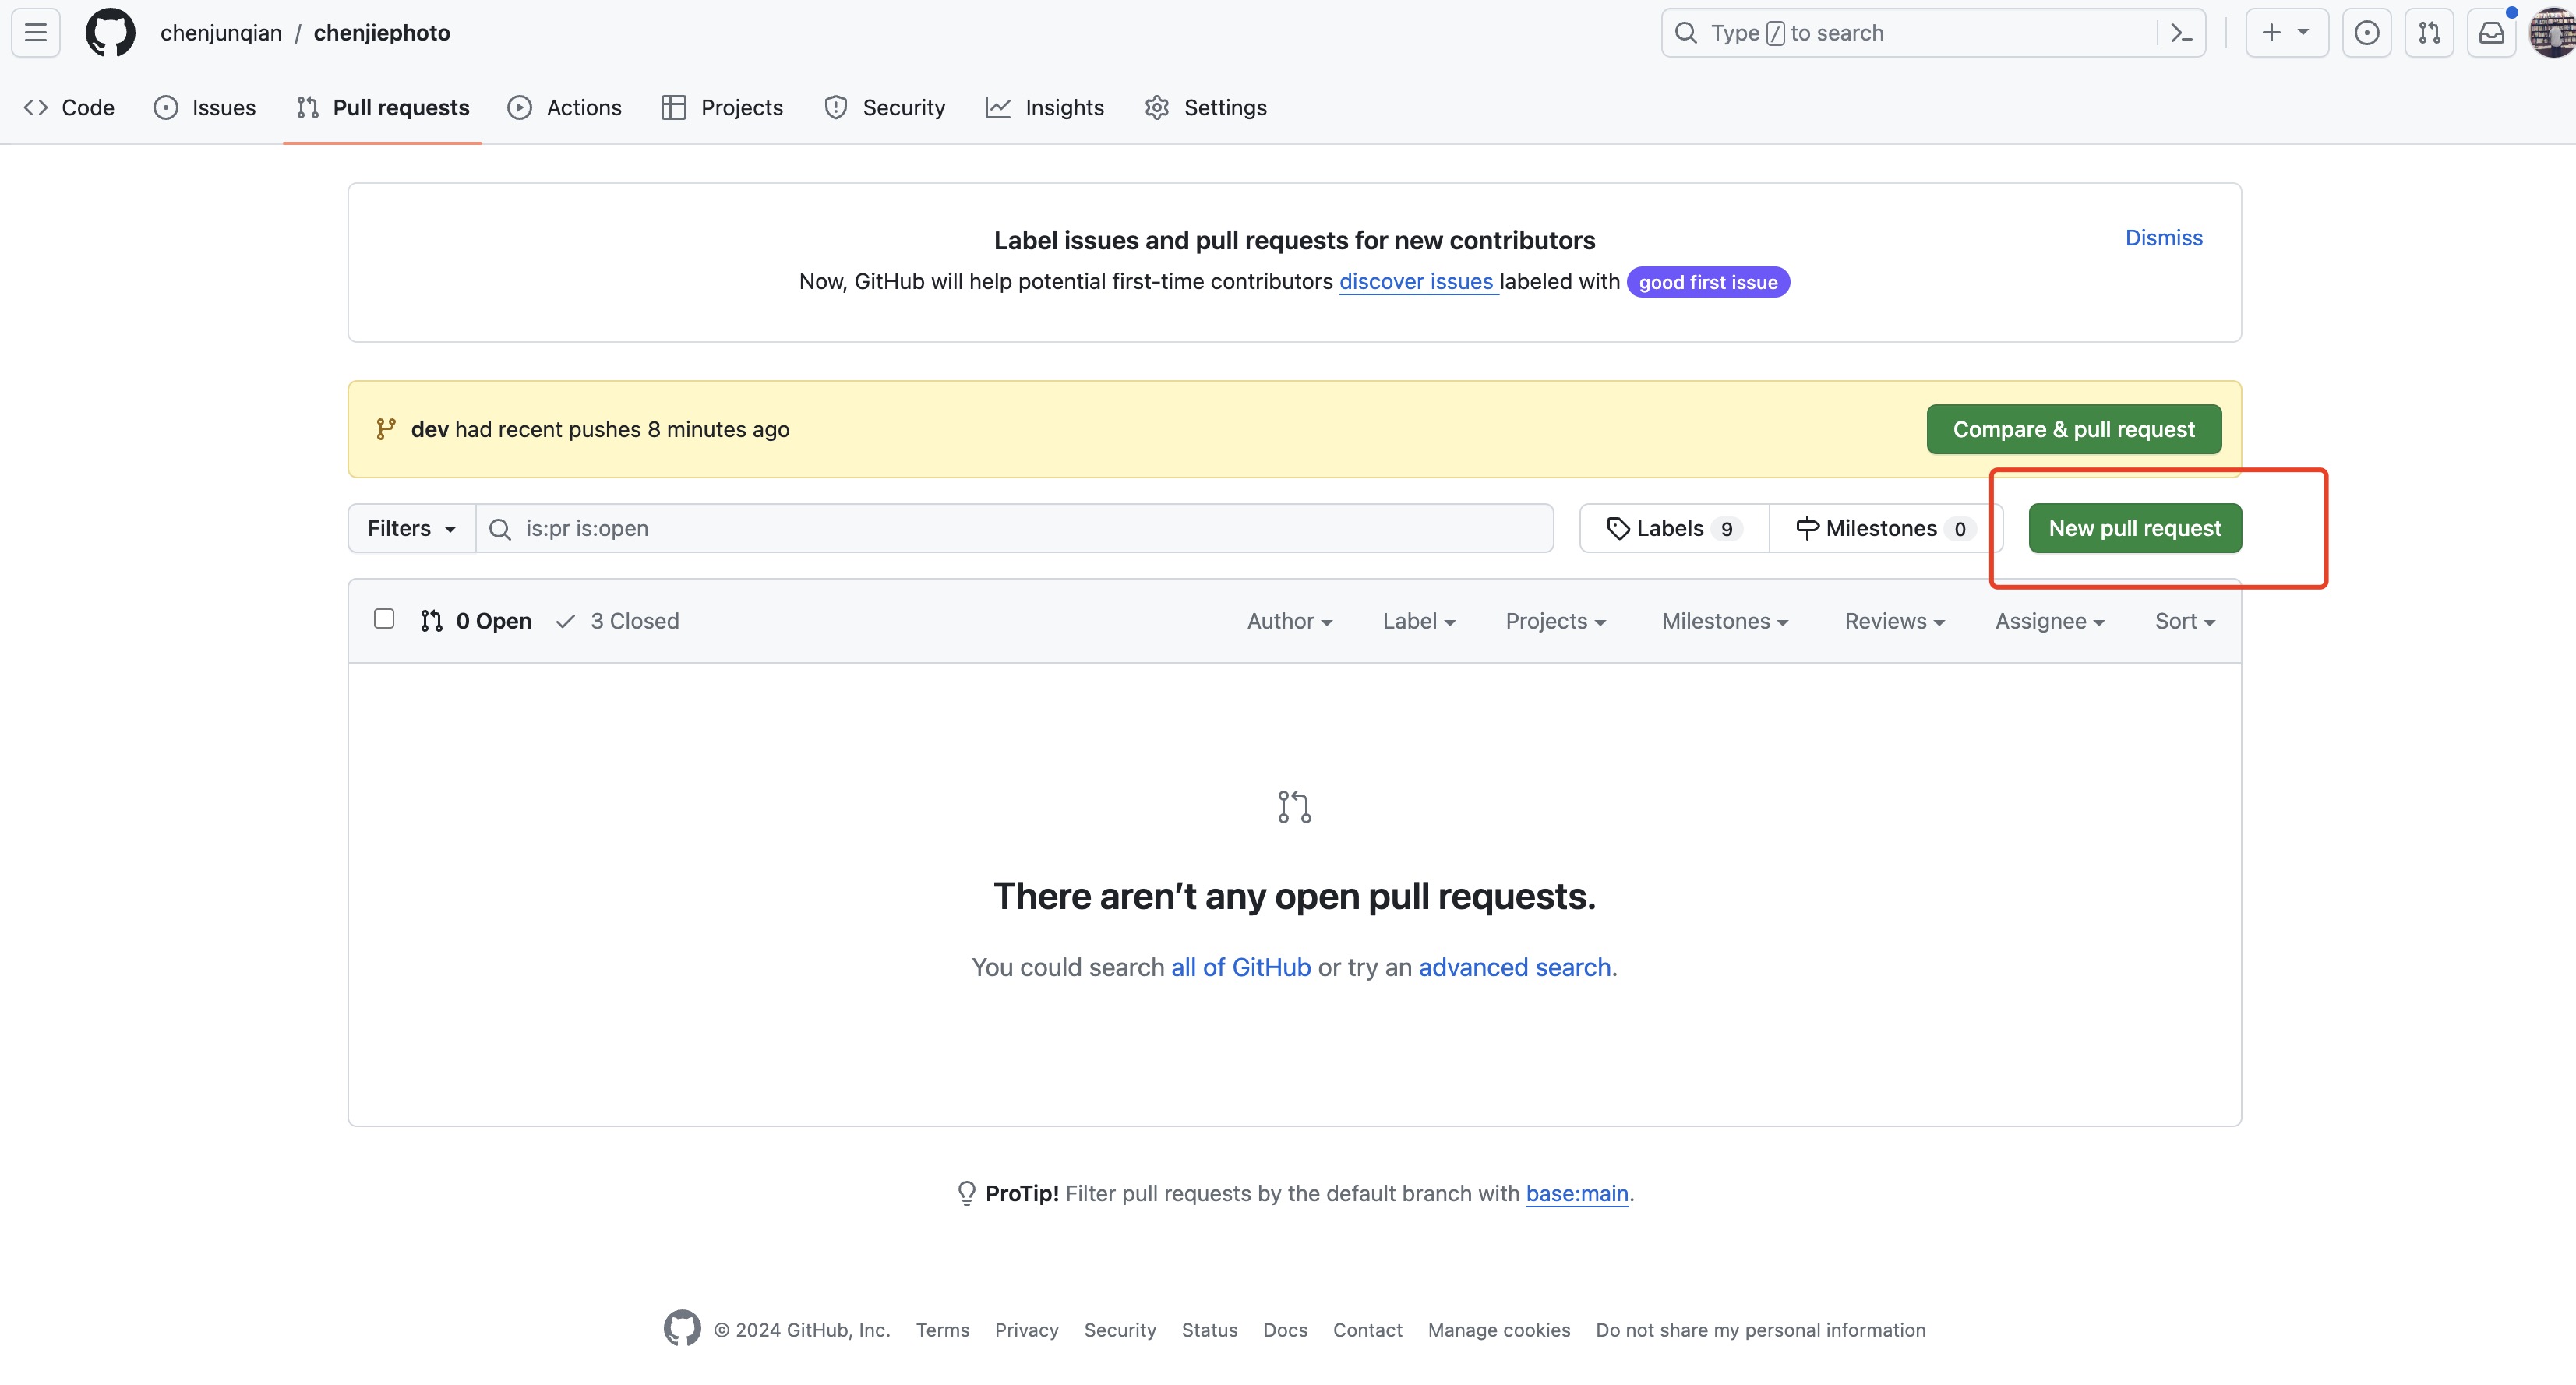 chenjunqian / chenjiephoto
Type / to search
Code Issues Pull requests Actions Projects Security Insights Settings
Label issues and pull requests for new contributors
Dismiss
Now, GitHub will help potential first-time contributors discover issues labeled with good first issue
dev had recent pushes 8 minutes ago
Compare & pull request
Filters is:pr is:open Labels 9 Milestones 0 New pull request
0 Open 3 Closed Author Label Projects Milestones Reviews Assignee Sort
There aren’t any open pull requests.
You could search all of GitHub or try an advanced search.
ProTip! Filter pull requests by the default branch with base:main.
© 2024 GitHub, Inc. Terms Privacy Security Status Docs Contact Manage cookies Do not share my personal information